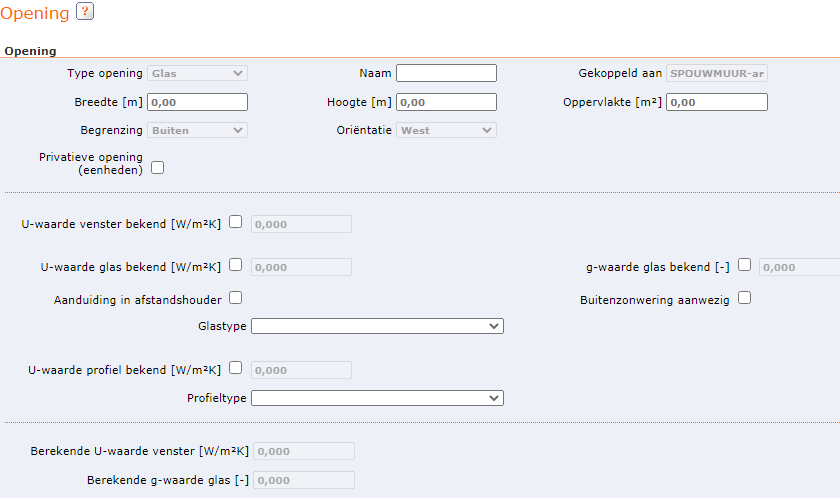 Opening ?
Opening
Type opening Glas Naam Gekoppeld aan SPOUWMUUR-ar
Breedte [m] 0,00 Hoogte [m] 0,00 Oppervlakte [m²] 0,00
Begrenzing Buiten Oriëntatie West
Privatieve opening
(eenheden)
U-waarde venster bekend [W/m²K] 0,000
U-waarde glas bekend [W/m²K] 0,000 g-waarde glas bekend [-] 0,000
Aanduiding in afstandshouder Buitenzonwering aanwezig
Glastype
U-waarde profiel bekend [W/m²K] 0,000
Profieltype
Berekende U-waarde venster [W/m²K] 0,000
Berekende g-waarde glas [-] 0,000